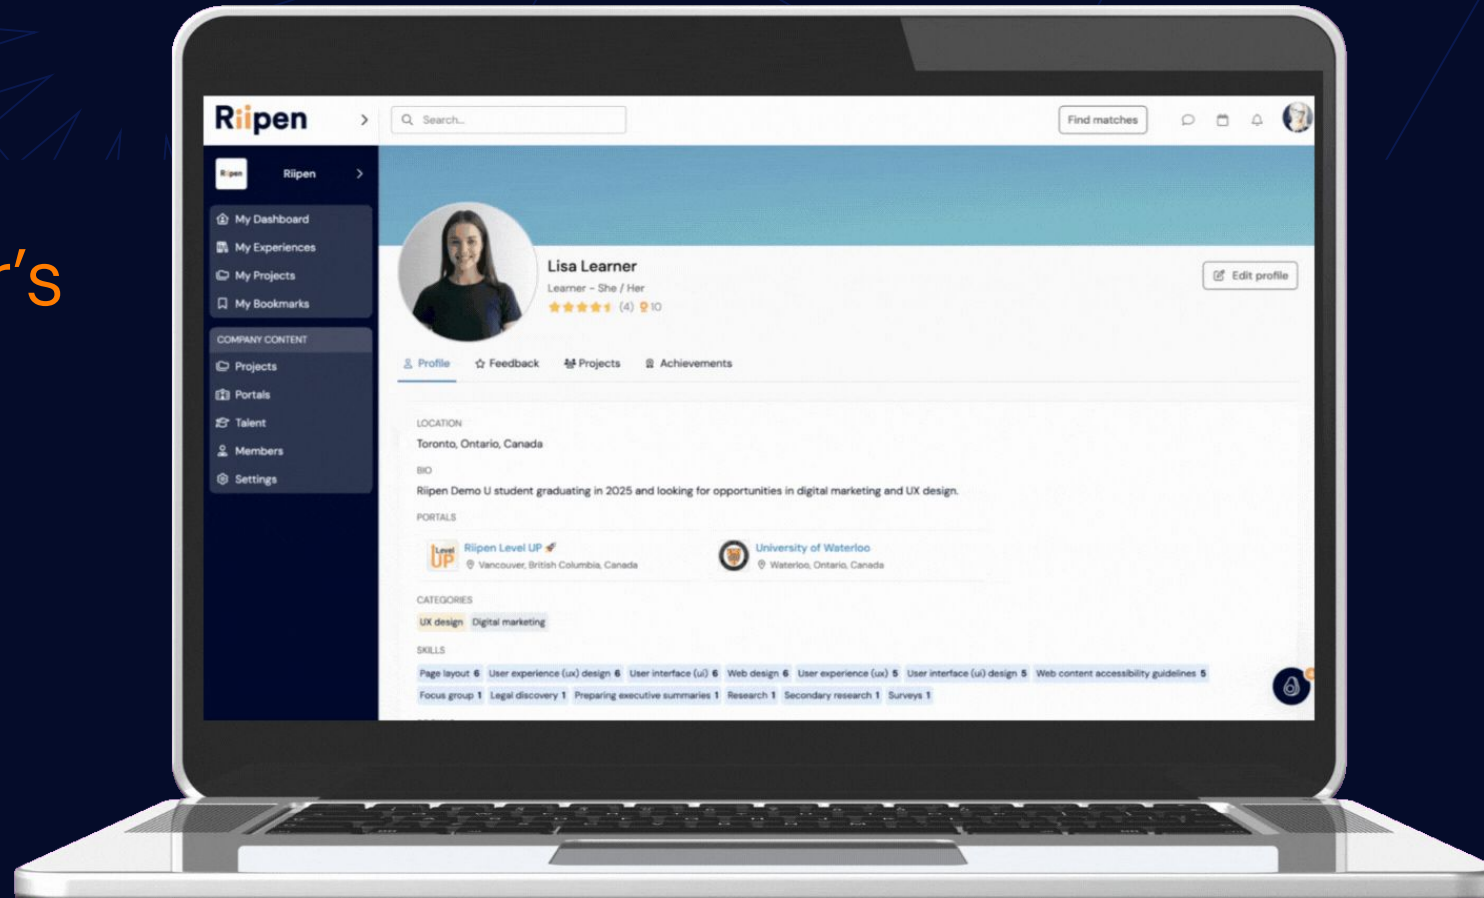 r's
Riipen
Search...
Find matches
Riipen
Riipen
My Dashboard
My Experiences
My Projects
My Bookmarks
COMPANY CONTENT
Projects
Portals
Talent
Members
Settings
Lisa Learner
Learner - She / Her
(4) 10
Edit profile
Profile Feedback Projects Achievements
LOCATION
Toronto, Ontario, Canada
BIO
Riipen Demo U student graduating in 2025 and looking for opportunities in digital marketing and UX design.
PORTALS
Level UP
Riipen Level UP 🚀
Vancouver, British Columbia, Canada
University of Waterloo
Waterloo, Ontario, Canada
CATEGORIES
UX design Digital marketing
SKILLS
Page layout 6 User experience (ux) design 6 User interface (ui) 6 Web design 6 User experience (ux) 5 User interface (ui) design 5 Web content accessibility guidelines 5
Focus group 1 Legal discovery 1 Preparing executive summaries 1 Research 1 Secondary research 1 Surveys 1